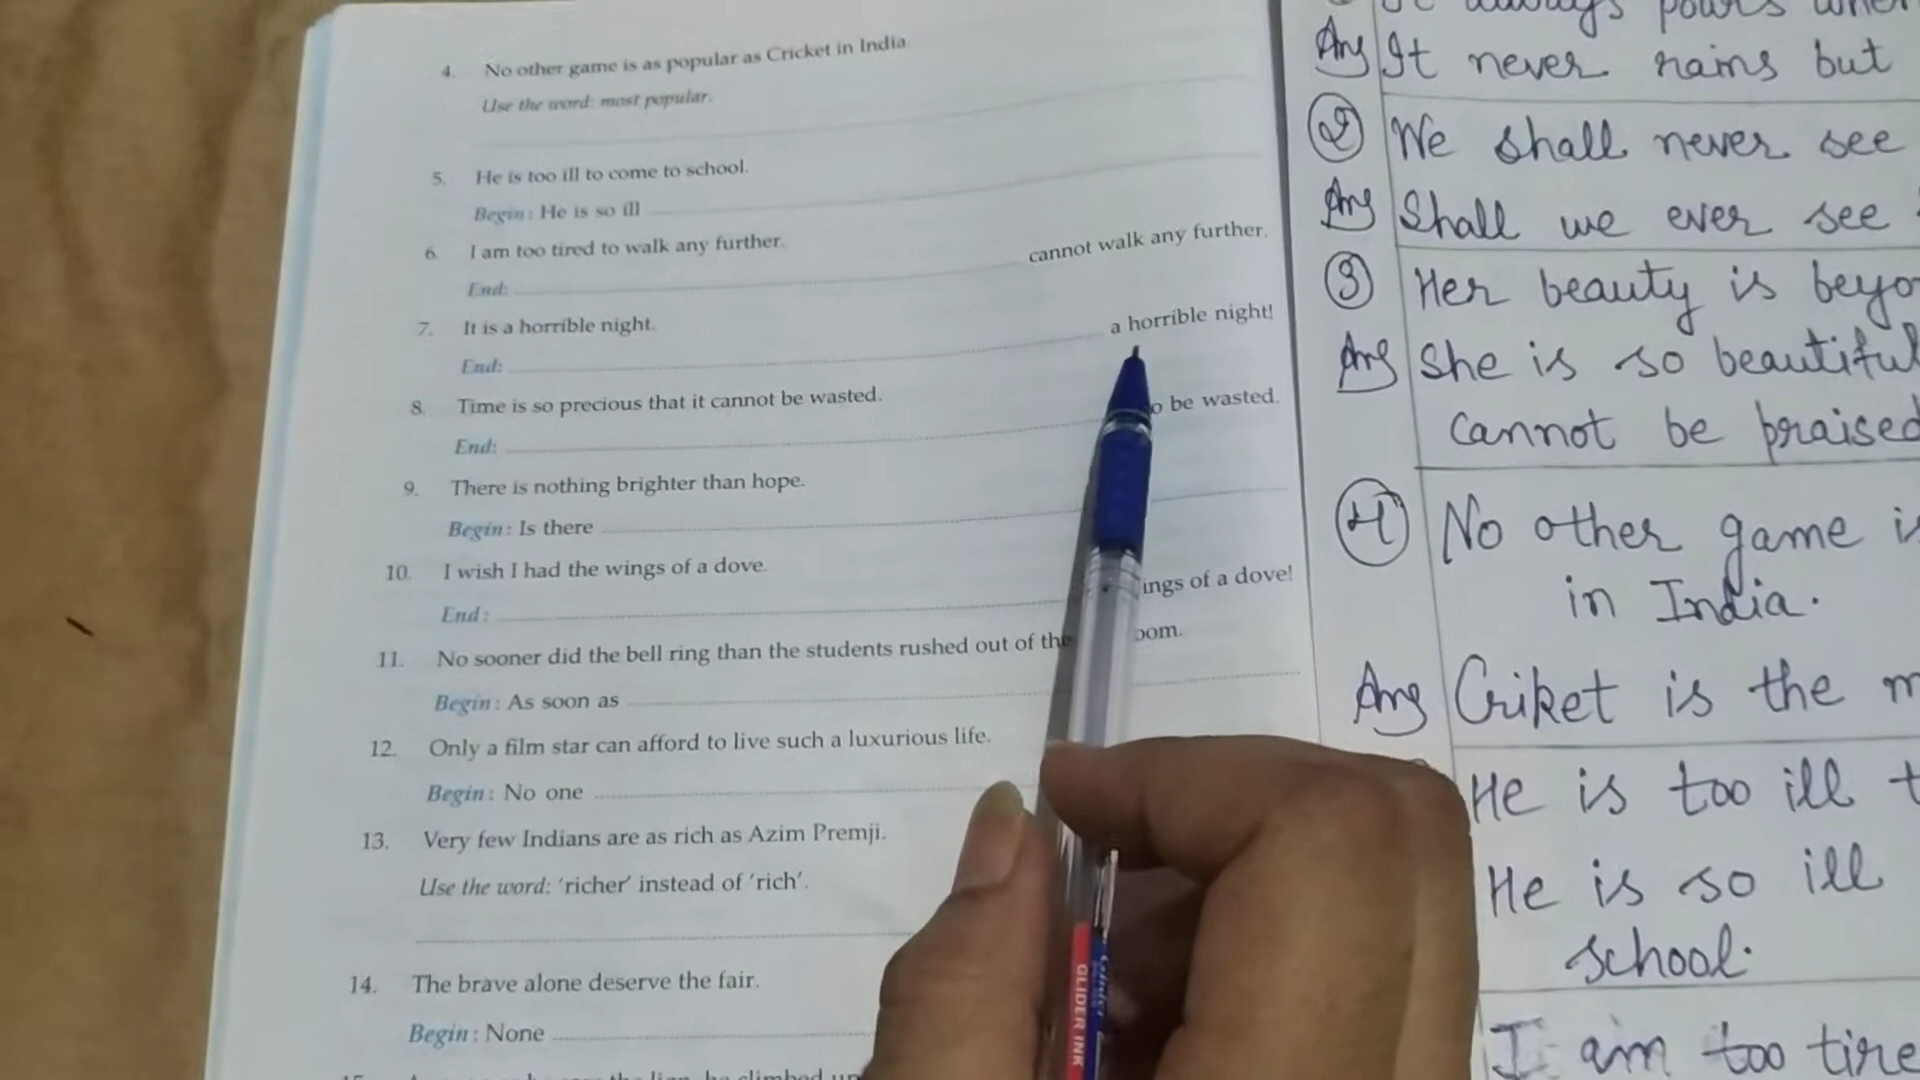 4. No other game is as popular as Cricket in India.
Use the word: most popular.
5. He is too ill to come to school.
Begin: He is so ill
6. I am too tired to walk any further.
End: cannot walk any further.
7. It is a horrible night.
End: a horrible night!
8. Time is so precious that it cannot be wasted.
End: be wasted.
9. There is nothing brighter than hope.
Begin: Is there
10. I wish I had the wings of a dove.
End: ings of a dove!
11. No sooner did the bell ring than the students rushed out of the oom.
Begin: As soon as
12. Only a film star can afford to live such a luxurious life.
Begin: No one
13. Very few Indians are as rich as Azim Premji.
Use the word: 'richer' instead of 'rich'.
14. The brave alone deserve the fair.
Begin: None
the lion, he climbed up
always pours when
Ans It never rains but
2 We shall never see
Ans Shall we ever see
3 Her beauty is beyo
Ans She is so beautiful
cannot be praised
4 No other game is
in India.
Ans Criket is the m
He is too ill t
He is so ill
school.
I am too tire
GLIDER INK